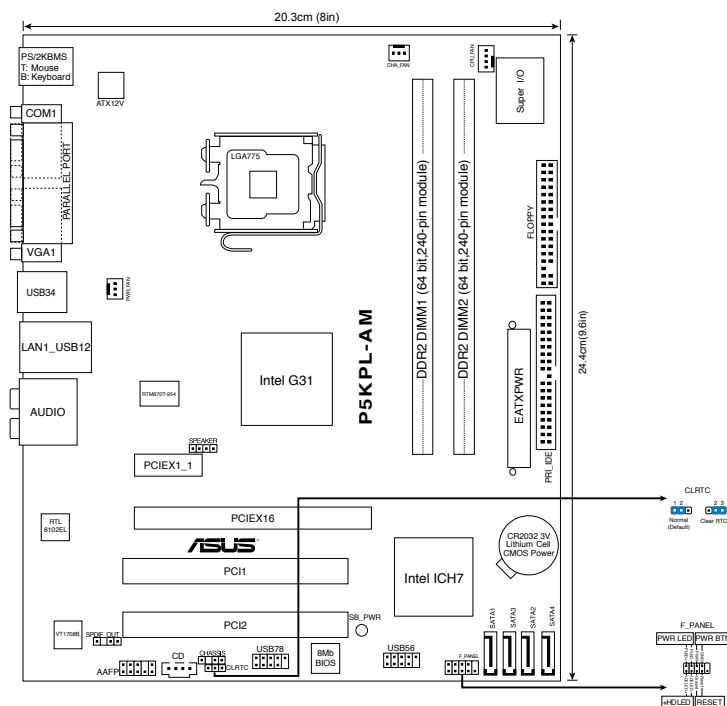 20.3cm (8in)
PS/2KBMS
T: Mouse
B: Keyboard
ATX12V
CHA_FAN
CPU_FAN
Super I/O
COM1
PARALLEL PORT
LGA775
DDR2 DIMM1 (64 bit,240-pin module)
DDR2 DIMM2 (64 bit,240-pin module)
FLOPPY
VGA1
PWR_FAN
USB34
24.4cm(9.6in)
LAN1_USB12
Intel G31
P5KPL-AM
EATXPWR
PRI_IDE
AUDIO
RTM870T-954
SPEAKER
PCIEX1_1
CLRTC
1 2
2 3
Normal
(Default)
Clear RTC
RTL
8102EL
PCIEX16
ASUS
CR2032 3V
Lithium Cell
CMOS Power
PCI1
Intel ICH7
SATA1
SATA3
SATA2
SATA4
PCI2
SB_PWR
VT1708B
SPDIF_OUT
AAFP
CD
CHASSIS
CLRTC
USB78
8Mb
BIOS
USB56
F_PANEL
F_PANEL
PWR LED
PWR BTN
+HDLED
RESET